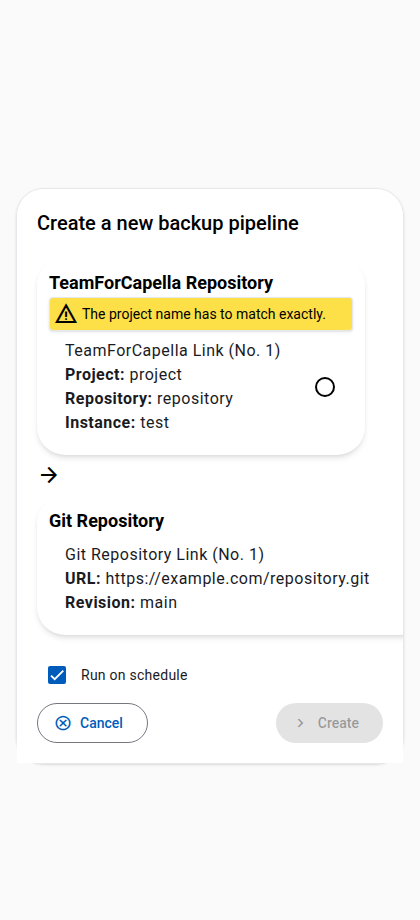 Create a new backup pipeline
TeamForCapella Repository
The project name has to match exactly.
TeamForCapella Link (No. 1)
Project: project
Repository: repository
Instance: test
Git Repository
Git Repository Link (No. 1)
URL: https://example.com/repository.git
Revision: main
Run on schedule
Cancel
Create